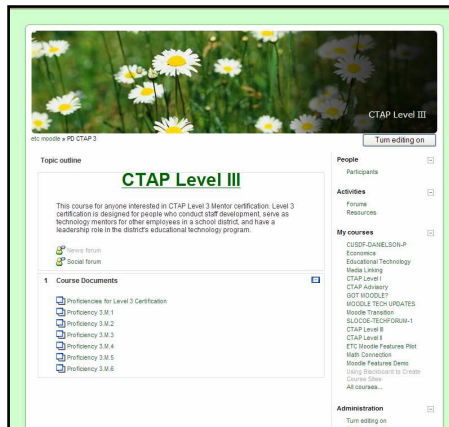 CTAP Level III
etc moodle » PD CTAP 3
Turn editing on
Topic outline
CTAP Level III
This course for anyone interested in CTAP Level 3 Mentor certification. Level 3
certification is designed for people who conduct staff development, serve as
technology mentors for other employees in a school district, and have a
leadership role in the district's educational technology program.
News forum
Social forum
1 Course Documents
Proficiencies for Level 3 Certification
Proficiency 3.M.1
Proficiency 3.M.2
Proficiency 3.M.3
Proficiency 3.M.4
Proficiency 3.M.5
Proficiency 3.M.6
People
Participants
Activities
Forums
Resources
My courses
CUSDF-DANIELSON-P
Economics
Educational Technology
Media Linking
CTAP Level I
CTAP Advisory
GOT MOODLE?
MOODLE TECH UPDATES
Moodle Transition
SLOCOE-TECHFORUM-1
CTAP Level III
CTAP Level II
ETC Moodle Features Pilot
Math Connection
Moodle Features Demo
Using Blackboard to Create
Course Sites
All courses...
Administration
Turn editing on